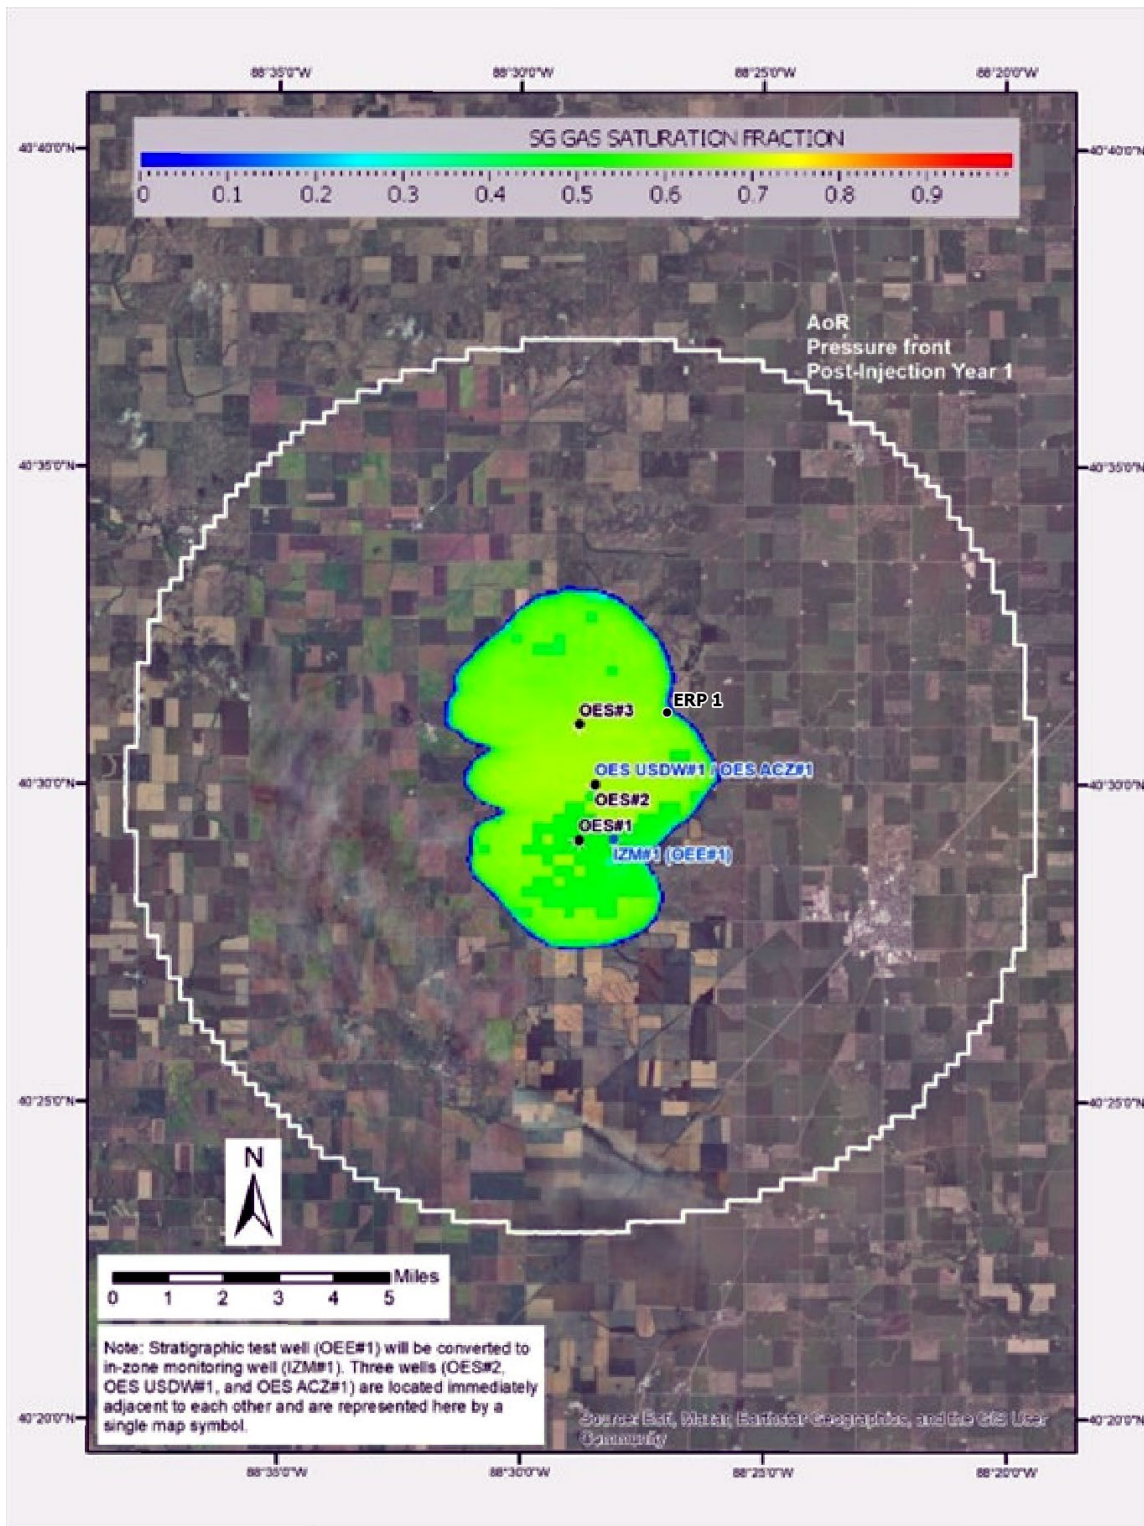 88°35'0"W 88°30'0"W 88°25'0"W 88°20'0"W
SG GAS SATURATION FRACTION
0 0.1 0.2 0.3 0.4 0.5 0.6 0.7 0.8 0.9
40°40'0"N 40°40'0"N
AoR
Pressure front
Post-Injection Year 1
40°35'0"N 40°35'0"N
ERP 1
OES#3
OES USDW#1 / OES ACZ#1
40°30'0"N 40°30'0"N
OES#2
OES#1
IZM#1 (OEE#1)
40°25'0"N 40°25'0"N
N
Miles
0 1 2 3 4 5
Note: Stratigraphic test well (OEE#1) will be converted to
in-zone monitoring well (IZM#1). Three wells (OES#2,
OES USDW#1, and OES ACZ#1) are located immediately
adjacent to each other and are represented here by a
single map symbol.
40°20'0"N 40°20'0"N
Source: Esri, Maxar, Earthstar Geographics, and the GIS User
Community
88°35'0"W 88°30'0"W 88°25'0"W 88°20'0"W